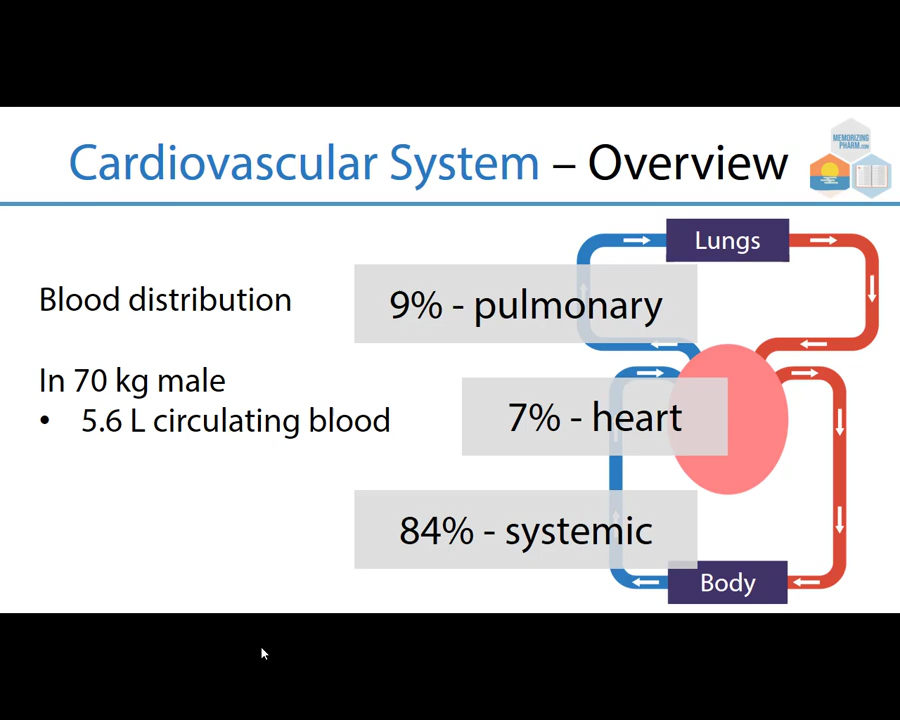 Cardiovascular System – Overview
MEMORIZING
PHARM.COM
Lungs
Blood distribution
9% - pulmonary
In 70 kg male
• 5.6 L circulating blood
7% - heart
84% - systemic
Body